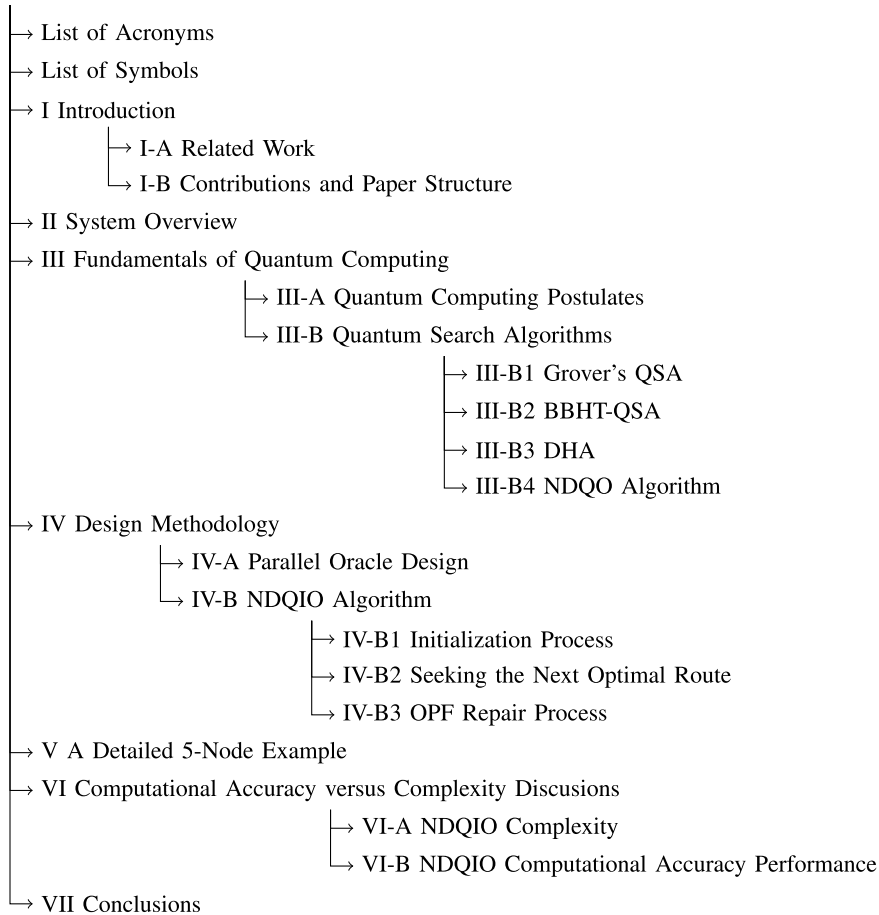 List of Acronyms
List of Symbols
I Introduction
I-A Related Work
I-B Contributions and Paper Structure
II System Overview
III Fundamentals of Quantum Computing
III-A Quantum Computing Postulates
III-B Quantum Search Algorithms
III-B1 Grover's QSA
III-B2 BBHT-QSA
III-B3 DHA
III-B4 NDQO Algorithm
IV Design Methodology
IV-A Parallel Oracle Design
IV-B NDQIO Algorithm
IV-B1 Initialization Process
IV-B2 Seeking the Next Optimal Route
IV-B3 OPF Repair Process
V A Detailed 5-Node Example
VI Computational Accuracy versus Complexity Discusions
VI-A NDQIO Complexity
VI-B NDQIO Computational Accuracy Performance
VII Conclusions